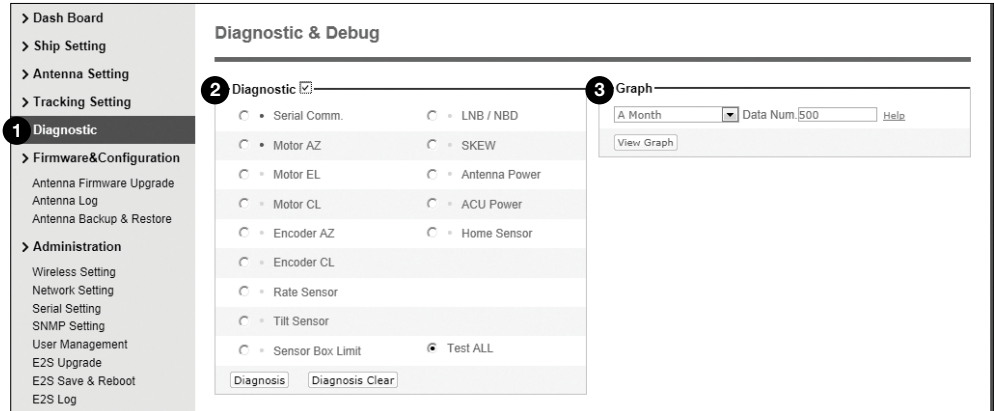 > Dash Board
> Ship Setting
> Antenna Setting
> Tracking Setting
1 Diagnostic
> Firmware&Configuration
Antenna Firmware Upgrade
Antenna Log
Antenna Backup & Restore
> Administration
Wireless Setting
Network Setting
Serial Setting
SNMP Setting
User Management
E2S Upgrade
E2S Save & Reboot
E2S Log
Diagnostic & Debug
2 Diagnostic
Serial Comm. LNB / NBD
Motor AZ SKEW
Motor EL Antenna Power
Motor CL ACU Power
Encoder AZ Home Sensor
Encoder CL
Rate Sensor
Tilt Sensor
Sensor Box Limit Test ALL
Diagnosis Diagnosis Clear
3 Graph
A Month Data Num. 500 Help
View Graph